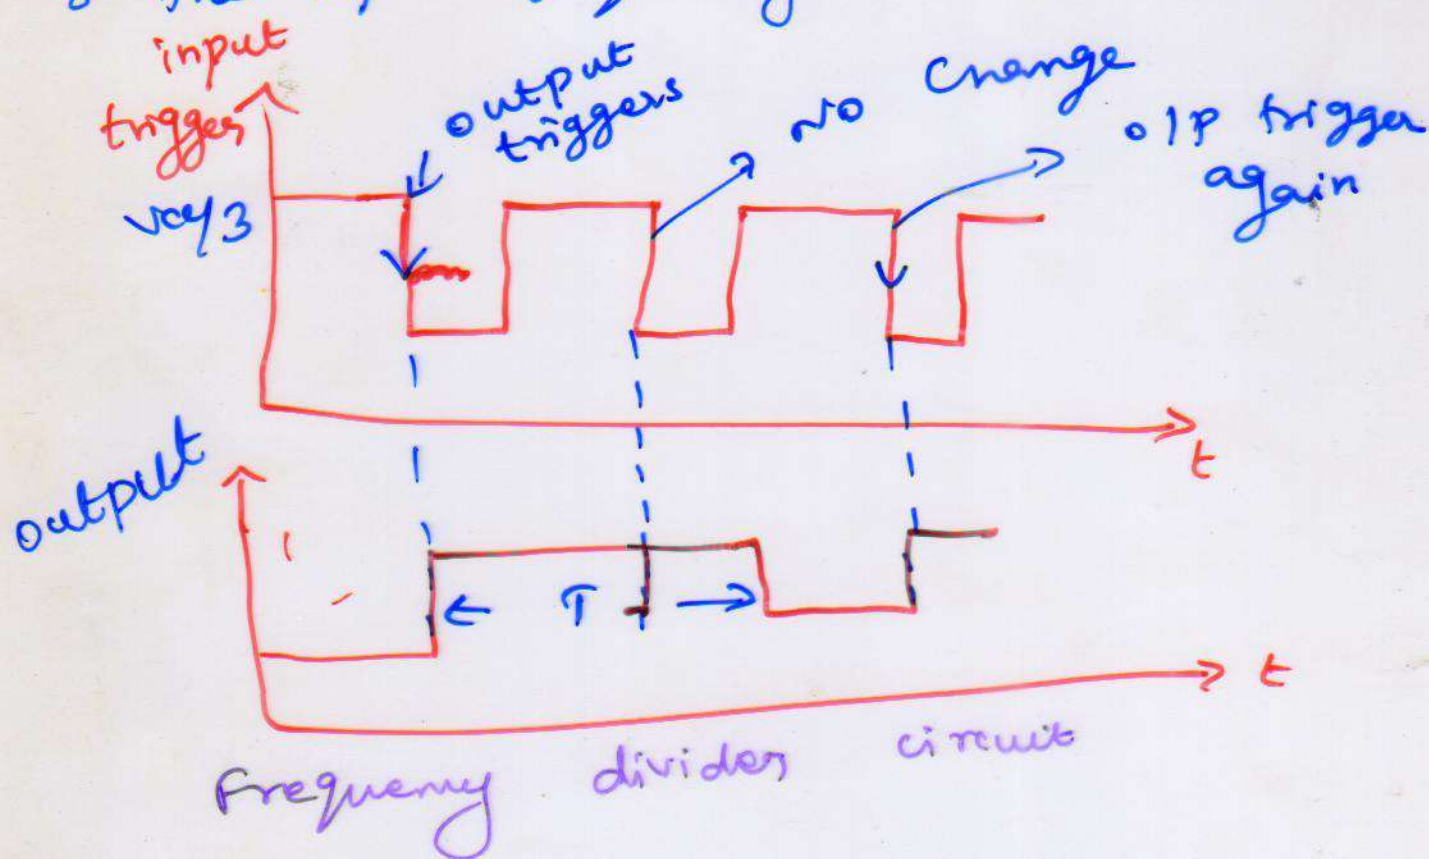 input
trigger
output
triggers
NO change
o/p trigger
again
Vcc/3
t
output
T
t
Frequency divider circuit